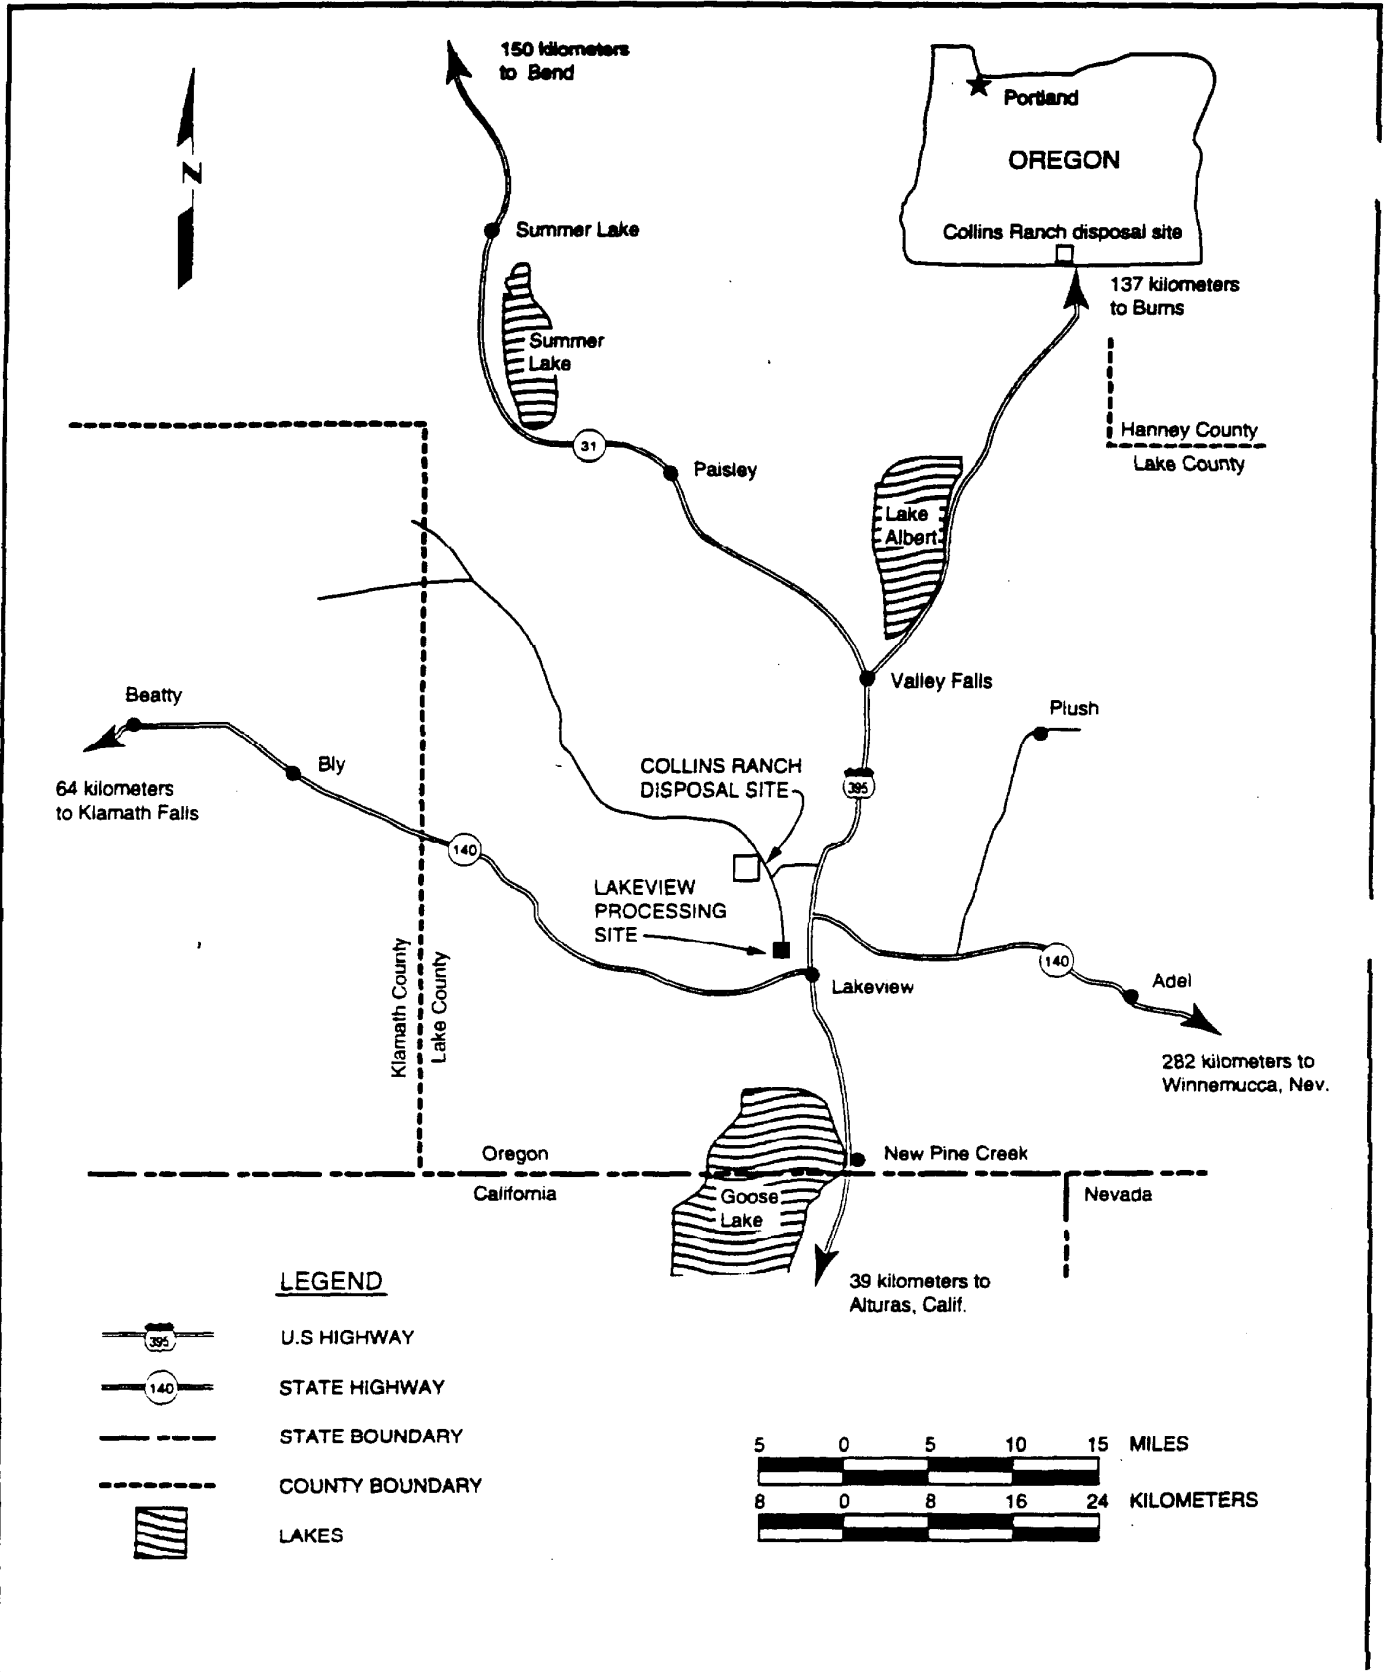 150 kilometers
to Bend
N
Portland
OREGON
Collins Ranch disposal site
137 kilometers
to Burns
Summer Lake
Summer
Lake
31
Paisley
Hanney County
Lake County
Lake
Albert
Valley Falls
Plush
Beatty
Bly
64 kilometers
to Klamath Falls
COLLINS RANCH
DISPOSAL SITE
395
140
LAKEVIEW
PROCESSING
SITE
Klamath County
Lake County
Lakeview
140
Adel
282 kilometers to
Winnemucca, Nev.
Oregon
California
New Pine Creek
Nevada
Goose
Lake
39 kilometers to
Alturas, Calif.
LEGEND
395
U.S HIGHWAY
140
STATE HIGHWAY
STATE BOUNDARY
COUNTY BOUNDARY
LAKES
5 0 5 10 15 MILES
8 0 8 16 24 KILOMETERS